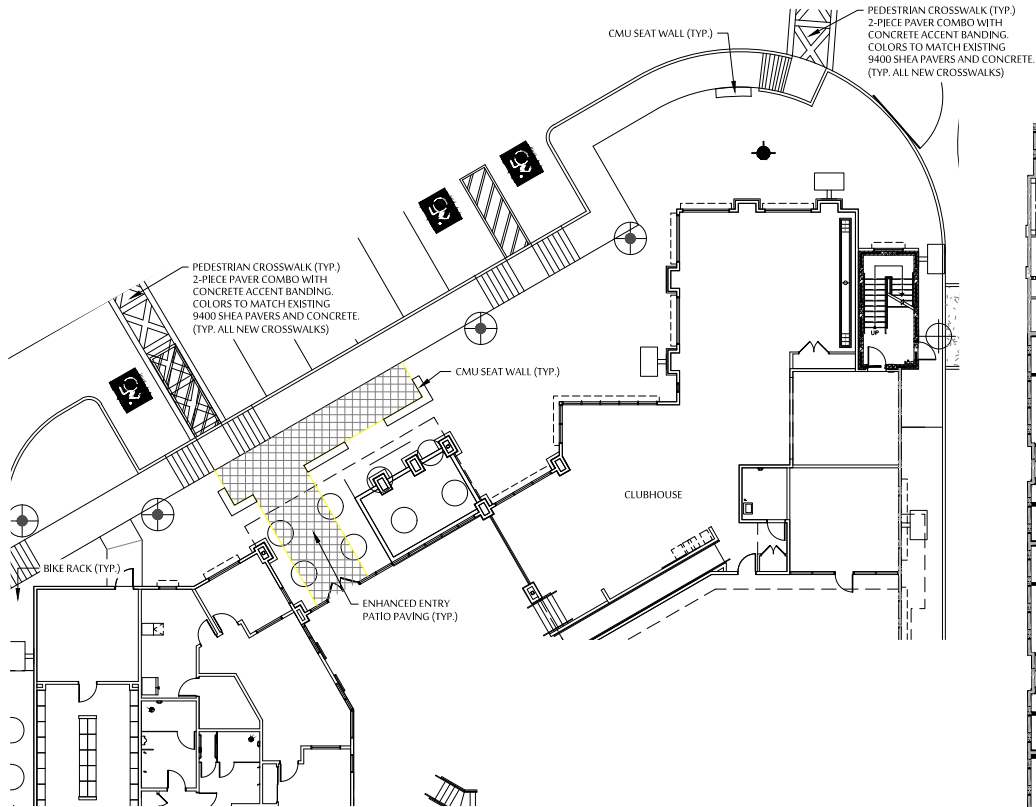 PEDESTRIAN CROSSWALK (TYP.)
2-PIECE PAVER COMBO WITH
CONCRETE ACCENT BANDING.
COLORS TO MATCH EXISTING
9400 SHEA PAVERS AND CONCRETE.
(TYP. ALL NEW CROSSWALKS)
CMU SEAT WALL (TYP.)
PEDESTRIAN CROSSWALK (TYP.)
2-PIECE PAVER COMBO WITH
CONCRETE ACCENT BANDING.
COLORS TO MATCH EXISTING
9400 SHEA PAVERS AND CONCRETE.
(TYP. ALL NEW CROSSWALKS)
UP
CMU SEAT WALL (TYP.)
CLUBHOUSE
BIKE RACK (TYP.)
ENHANCED ENTRY
PATIO PAVING (TYP.)